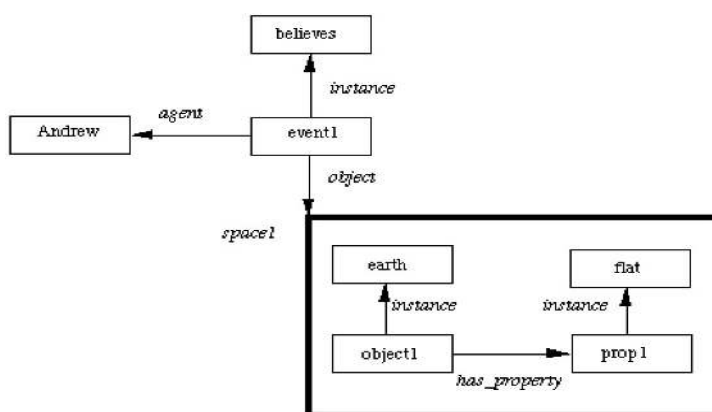 believes
instance
agent
Andrew
event1
object
space1
earth
flat
instance
instance
object1
prop1
has_property